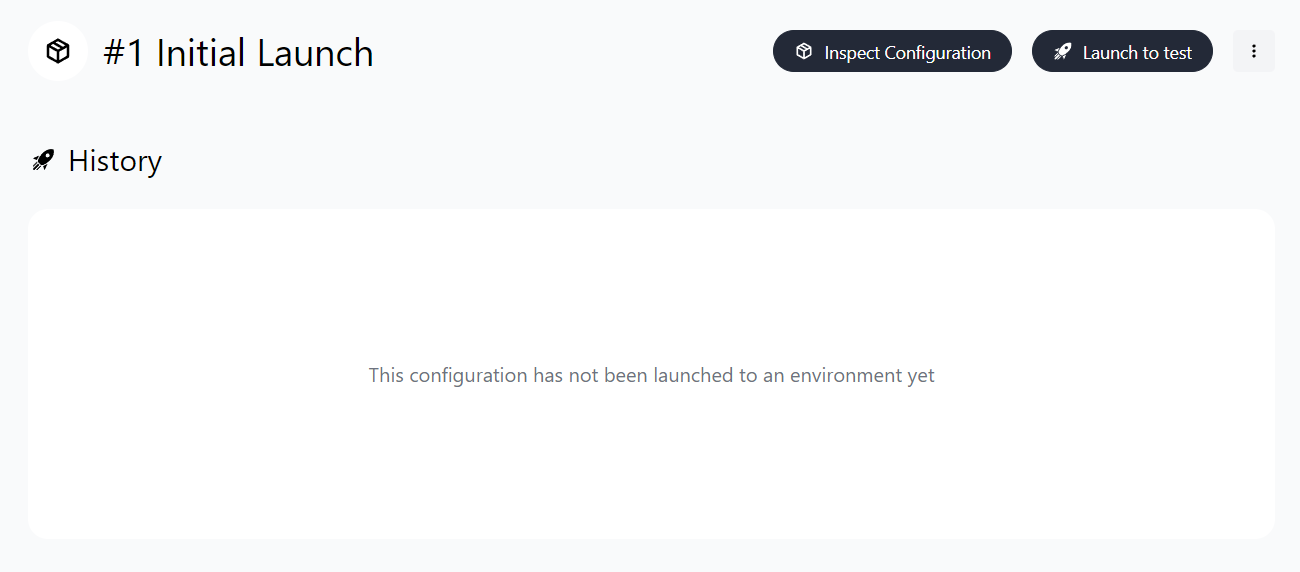 #1 Initial Launch
Inspect Configuration
Launch to test
History
This configuration has not been launched to an environment yet